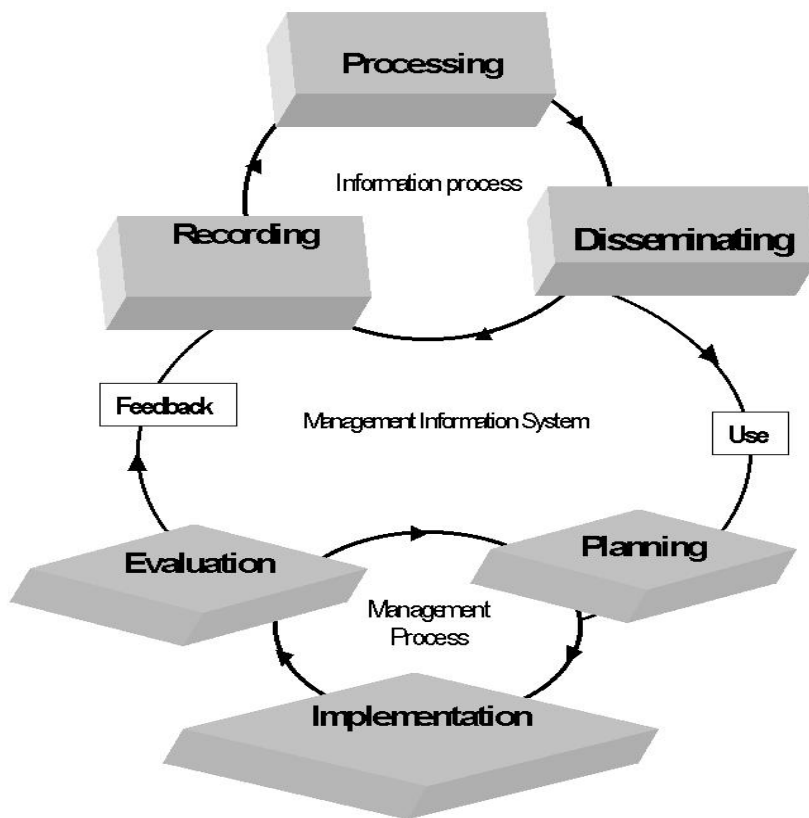 Processing
Information process
Recording
Disseminating
Feedback
Management Information System
Use
Evaluation
Planning
Management
Process
Implementation